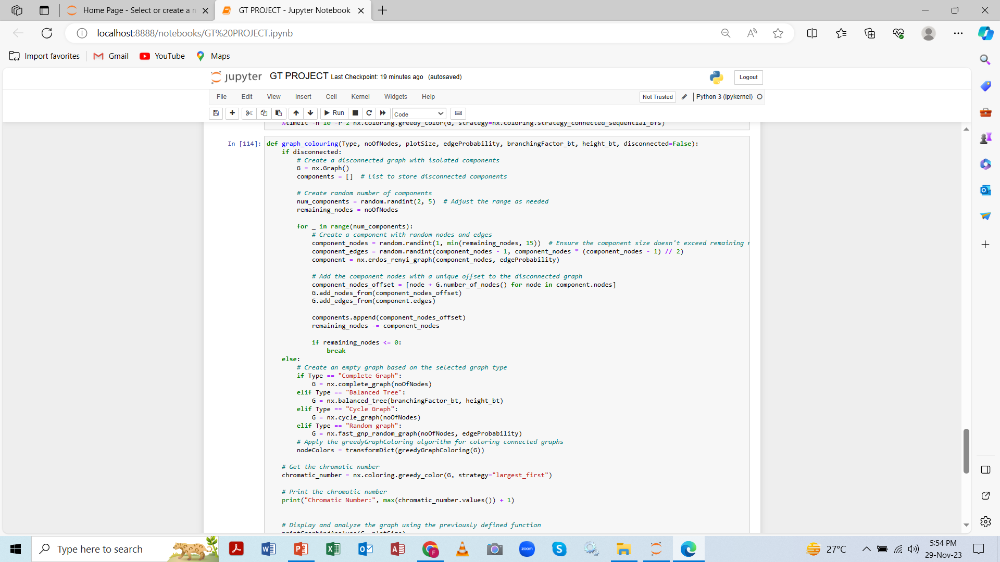 Home Page - Select or create a n
GT PROJECT - Jupyter Notebook
localhost:8888/notebooks/GT%20PROJECT.ipynb
Import favorites
Gmail
YouTube
Maps
jupyter
GT PROJECT Last Checkpoint: 19 minutes ago (autosaved)
Logout
File Edit View Insert Cell Kernel Widgets Help
Not Trusted
Python 3 (ipykernel)
Run
Code
%timeit -n 10 -r 2 nx.coloring.greedy_color(G, strategy=nx.coloring.strategy_connected_sequential_bfs)
In [114]:
def graph_colouring(Type, noOfNodes, plotSize, edgeProbability, branchingFactor_bt, height_bt, disconnected=False):
    if disconnected:
        # Create a disconnected graph with isolated components
        G = nx.Graph()
        components = []  # List to store disconnected components
        # Create random number of components
        num_components = random.randint(2, 5)  # Adjust the range as needed
        remaining_nodes = noOfNodes
        for _ in range(num_components):
            # Create a component with random nodes and edges
            component_nodes = random.randint(1, min(remaining_nodes, 15))  # Ensure the component size doesn't exceed remaining
            component_edges = random.randint(component_nodes - 1, component_nodes * (component_nodes - 1) // 2)
            component = nx.erdos_renyi_graph(component_nodes, edgeProbability)
            # Add the component nodes with a unique offset to the disconnected graph
            component_nodes_offset = [node + G.number_of_nodes() for node in component.nodes]
            G.add_nodes_from(component_nodes_offset)
            G.add_edges_from(component.edges)
            components.append(component_nodes_offset)
            remaining_nodes -= component_nodes
            if remaining_nodes <= 0:
                break
    else:
        # Create an empty graph based on the selected graph type
        if Type == "Complete Graph":
            G = nx.complete_graph(noOfNodes)
        elif Type == "Balanced Tree":
            G = nx.balanced_tree(branchingFactor_bt, height_bt)
        elif Type == "Cycle Graph":
            G = nx.cycle_graph(noOfNodes)
        elif Type == "Random graph":
            G = nx.fast_gnp_random_graph(noOfNodes, edgeProbability)
        # Apply the greedyGraphColoring algorithm for coloring connected graphs
        nodeColors = transformDict(greedyGraphColoring(G))
    # Get the chromatic number
    chromatic_number = nx.coloring.greedy_color(G, strategy="largest_first")
    # Print the chromatic number
    print("Chromatic Number:", max(chromatic_number.values()) + 1)
    # Display and analyze the graph using the previously defined function
Type here to search
zoom
27°C
5:54 PM
29-Nov-23